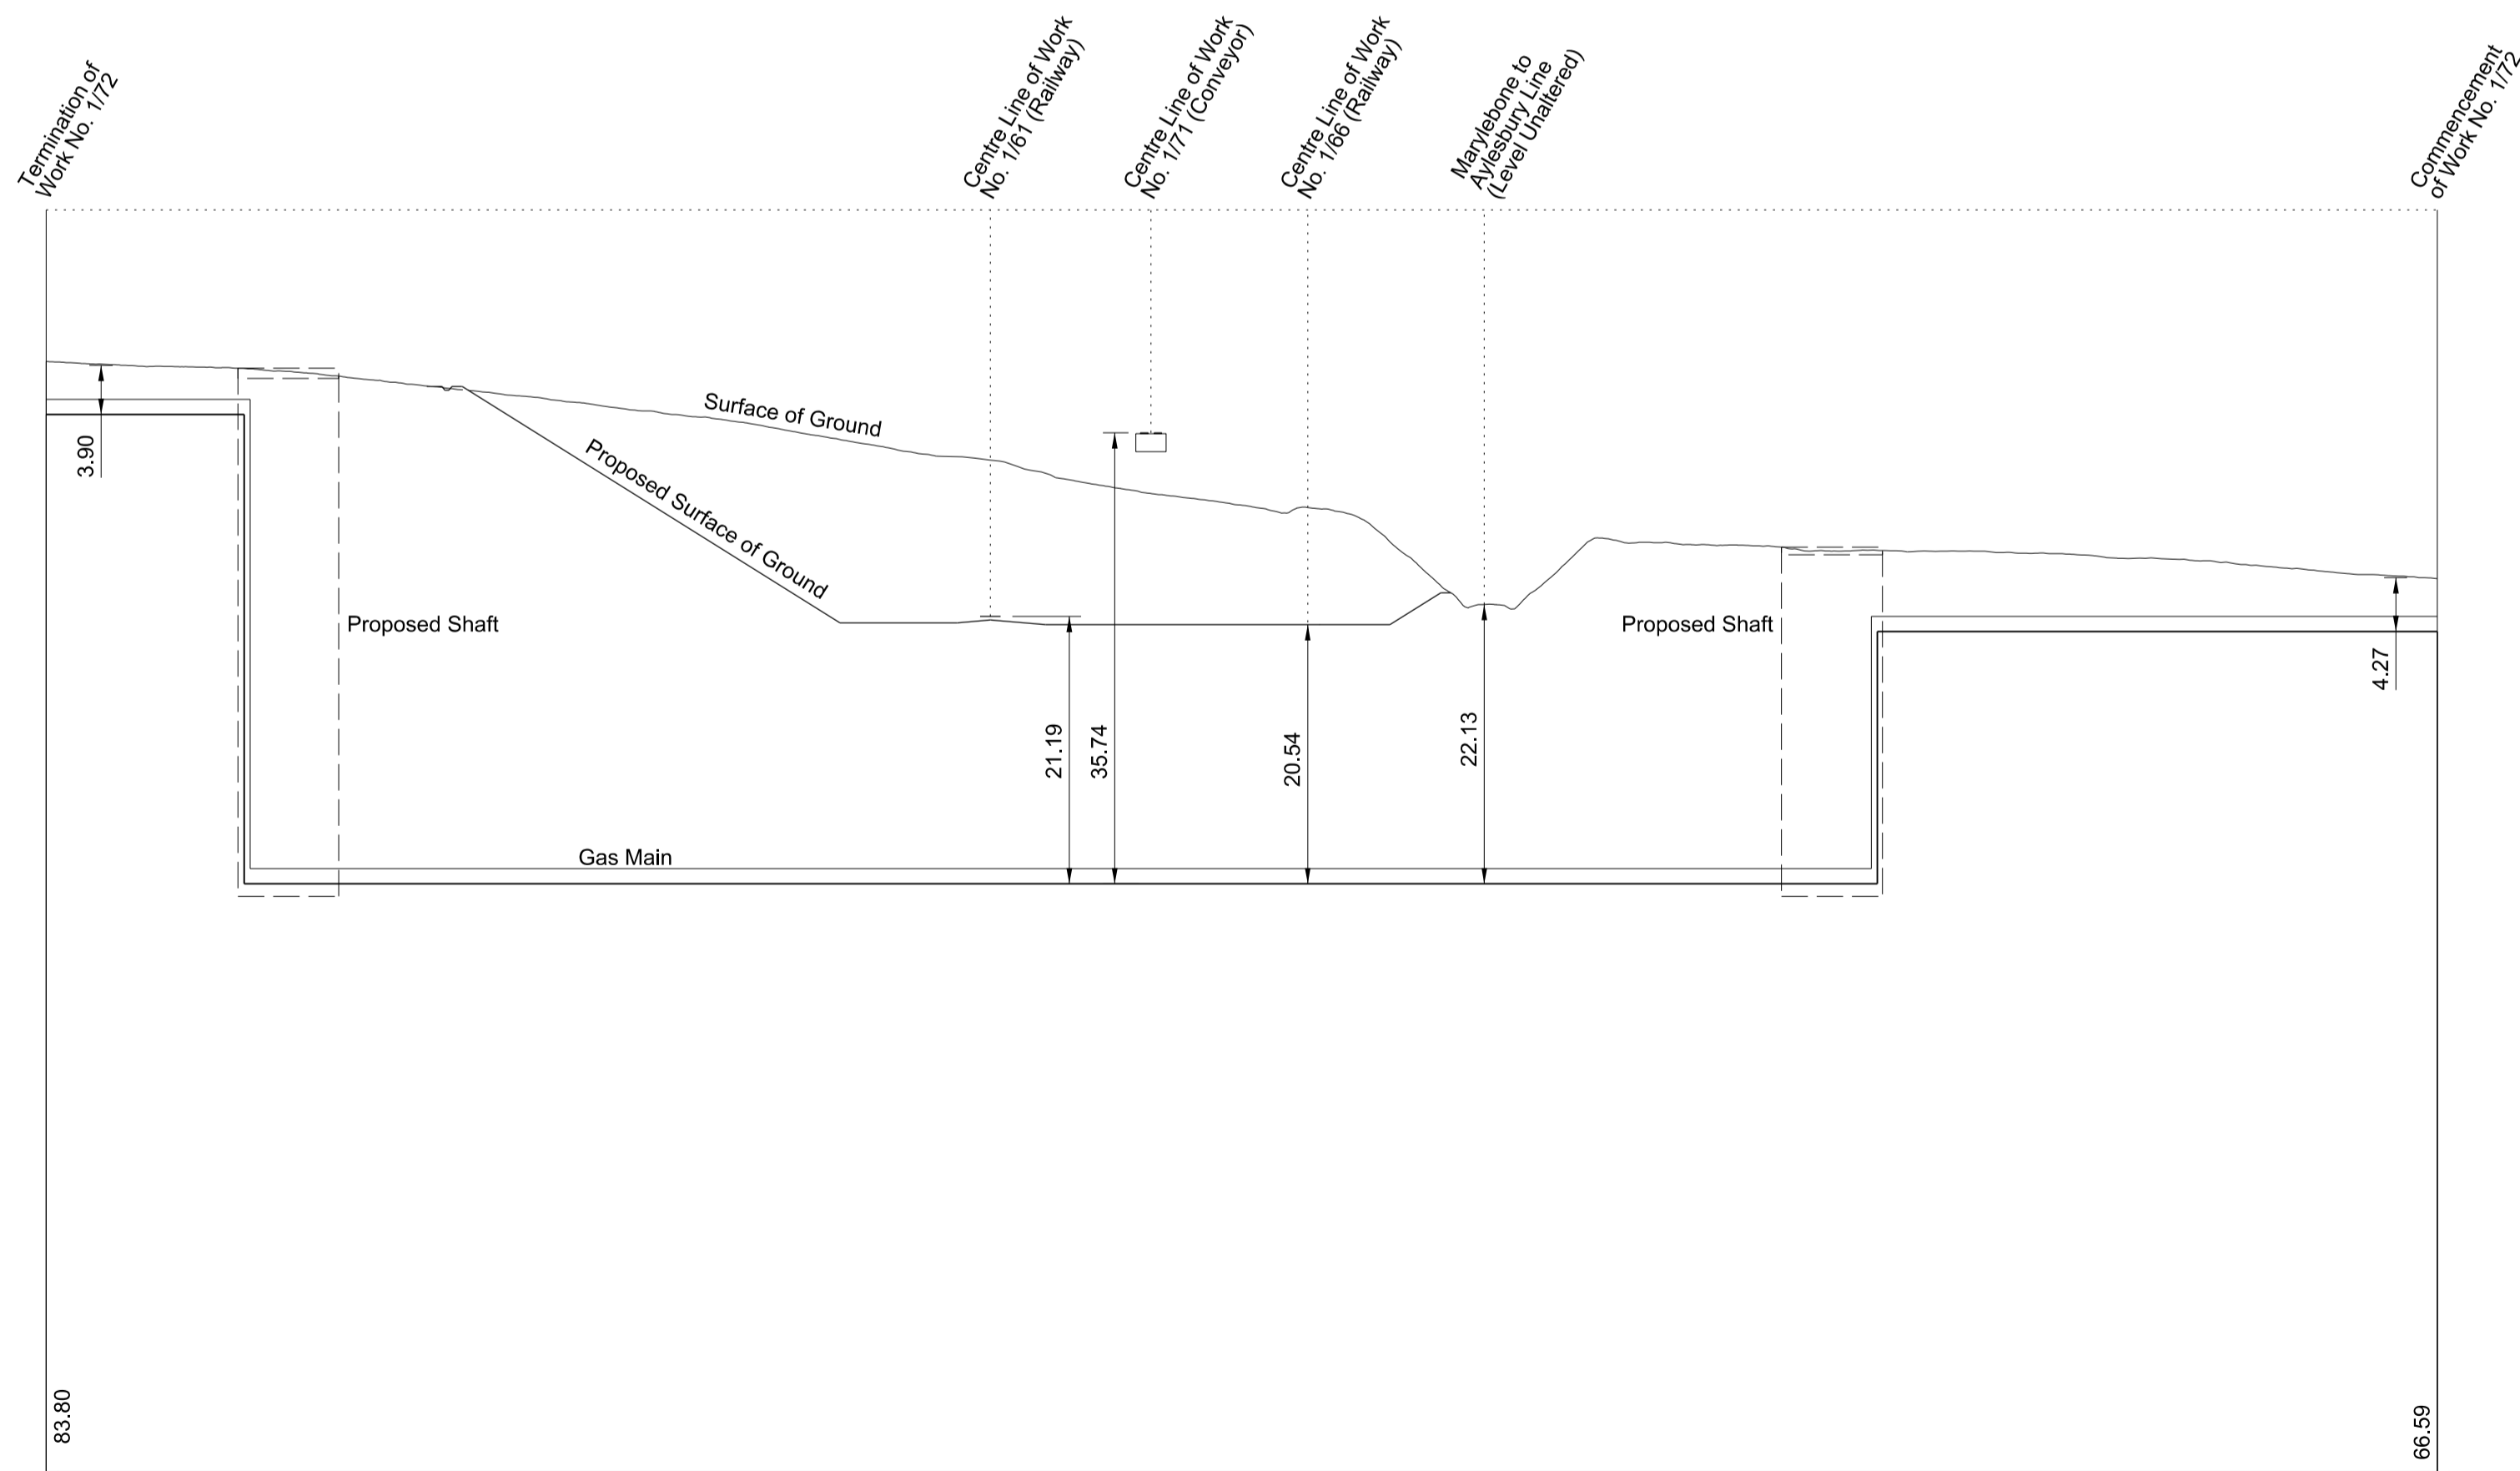 Termination of
Work No. 1/72
Centre Line of Work
No. 1/61 (Railway)
Centre Line of Work
No. 1/71 (Conveyor)
Centre Line of Work
No. 1/66 (Railway)
Marylebone to
Aylesbury Line
(Level Unaltered)
Commencement
of Work No. 1/72
Surface of Ground
Proposed Surface of Ground
3.90
Proposed Shaft
Proposed Shaft
4.27
21.19
35.74
20.54
22.13
Gas Main
83.80
66.59